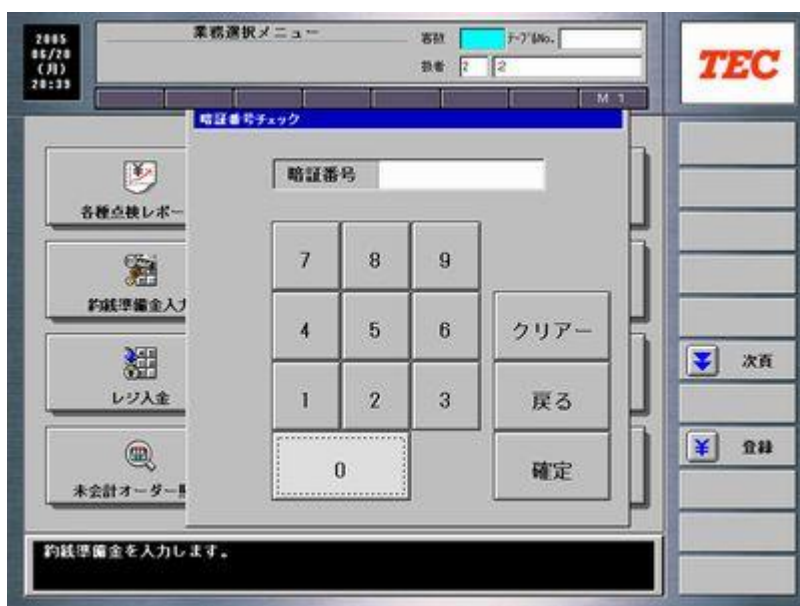 2005
06/20
(月)
20:39
業務選択メニュー
客数
ﾃｰﾌﾞﾙNo.
扱者 2 2
M 1
TEC
暗証番号チェック
暗証番号
各種点検レポー
釣銭準備金入力
レジ入金
未会計オーダー
7 8 9
4 5 6 クリアー
1 2 3 戻る
0 確定
次頁
登録
釣銭準備金を入力します。